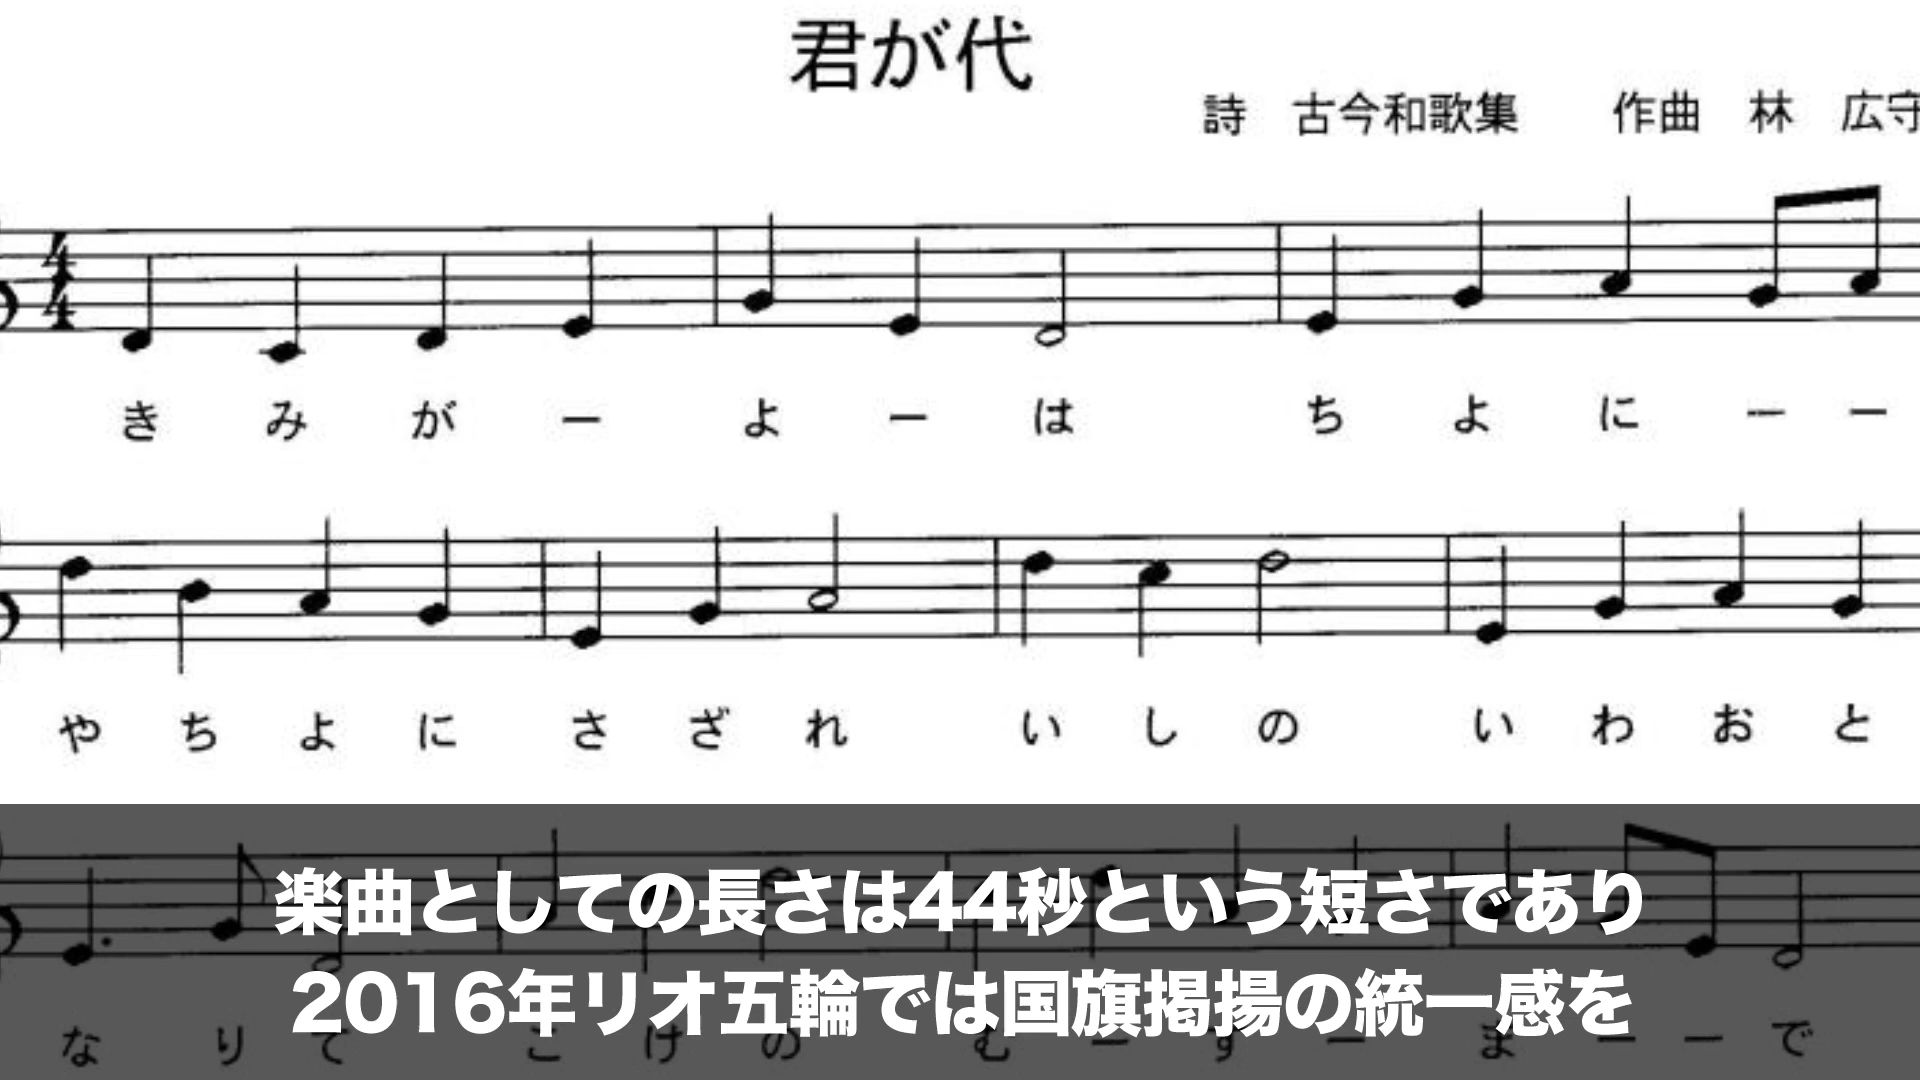 君が代
詩 古今和歌集 作曲 林 広守
4
4
き み が ー よ ー は ち よ に ー ー
や ち よ に さ ざ れ い し の い わ お と
楽曲としての長さは44秒という短さであり
2016年リオ五輪では国旗掲揚の統一感を
な り て こ け の む ー す ー ま ー ー で